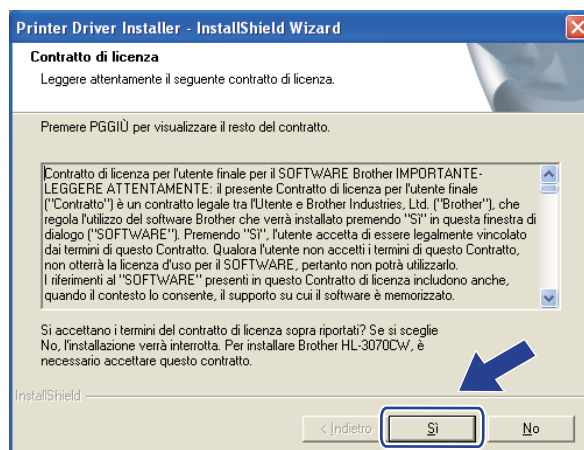 Printer Driver Installer - InstallShield Wizard
Contratto di licenza
Leggere attentamente il seguente contratto di licenza.
Premere PGGIÙ per visualizzare il resto del contratto.
Contratto di licenza per l'utente finale per il SOFTWARE Brother IMPORTANTE-
LEGGERE ATTENTAMENTE: il presente Contratto di licenza per l'utente finale
("Contratto") è un contratto legale tra l'Utente e Brother Industries, Ltd. ("Brother"), che
regola l'utilizzo del software Brother che verrà installato premendo "Sì" in questa finestra di
dialogo ("SOFTWARE"). Premendo "Sì", l'utente accetta di essere legalmente vincolato
dai termini di questo Contratto. Qualora l'utente non accetti i termini di questo Contratto,
non otterrà la licenza d'uso per il SOFTWARE, pertanto non potrà utilizzarlo.
I riferimenti al "SOFTWARE" presenti in questo Contratto di licenza includono anche,
quando il contesto lo consente, il supporto su cui il software è memorizzato.
Si accettano i termini del contratto di licenza sopra riportati? Se si sceglie
No, l'installazione verrà interrotta. Per installare Brother HL-3070CW, è
necessario accettare questo contratto.
InstallShield
< Indietro Sì No